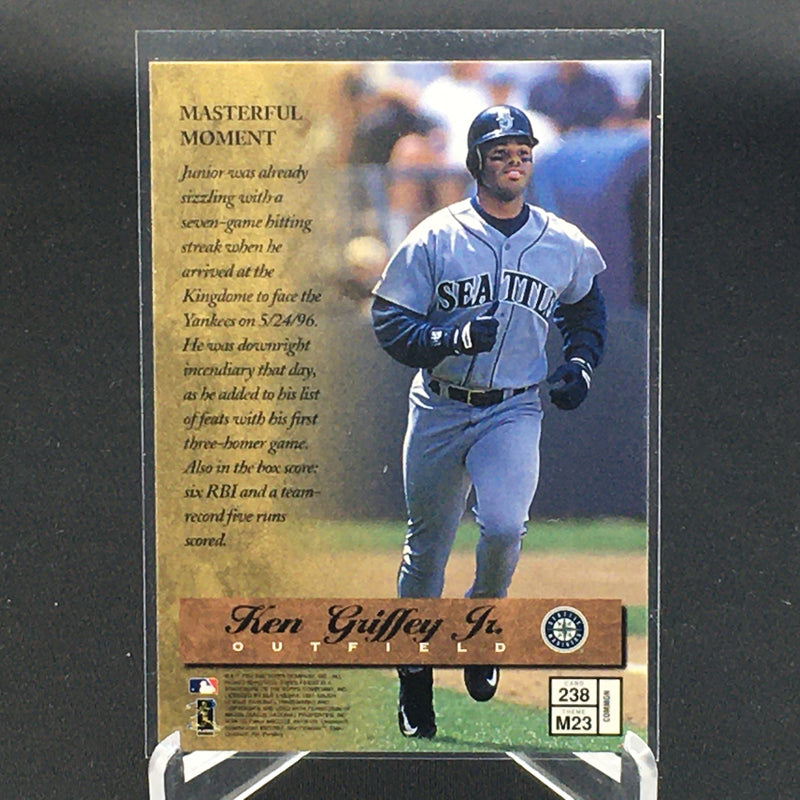 MASTERFUL
MOMENT
Junior was already
sizzling with a
seven-game hitting
streak when he
arrived at the
Kingdome to face the
Yankees on 5/24/96.
He was downright
incendiary that day,
as he added to his list
of feats with his first
three-homer game.
Also in the box score:
six RBI and a team-
record five runs
scored.
SEATTLE
Ken Griffey Jr.
OUTFIELD
CARD
238
THEME
M23
COMMON